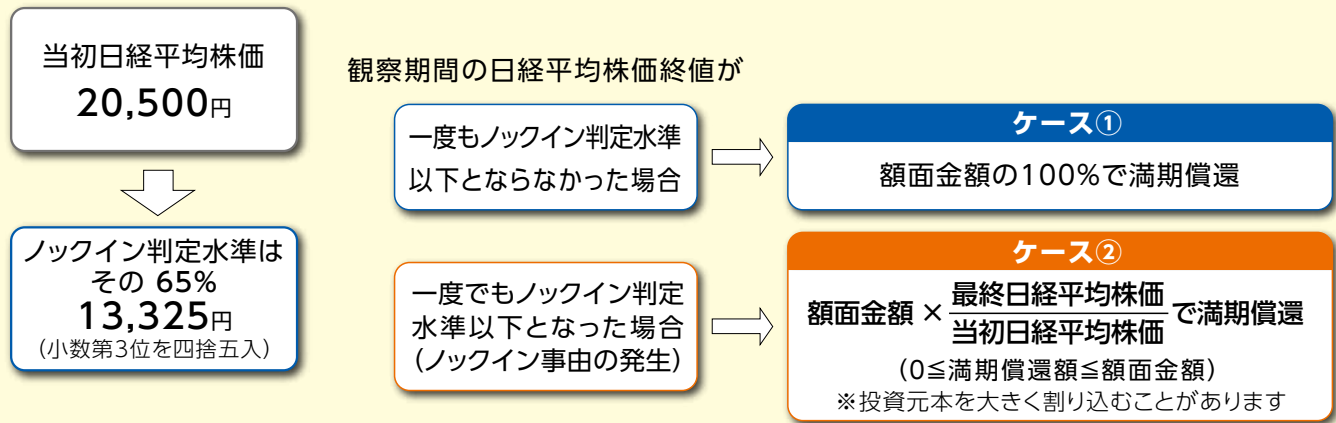 当初日経平均株価
20,500円
ノックイン判定水準は
その 65%
13,325円
(小数第3位を四捨五入)
観察期間の日経平均株価終値が
一度もノックイン判定水準
以下とならなかった場合
ケース①
額面金額の100%で満期償還
一度でもノックイン判定
水準以下となった場合
(ノックイン事由の発生)
ケース②
額面金額 × 最終日経平均株価
当初日経平均株価 で満期償還
(0≦満期償還額≦額面金額)
※投資元本を大きく割り込むことがあります